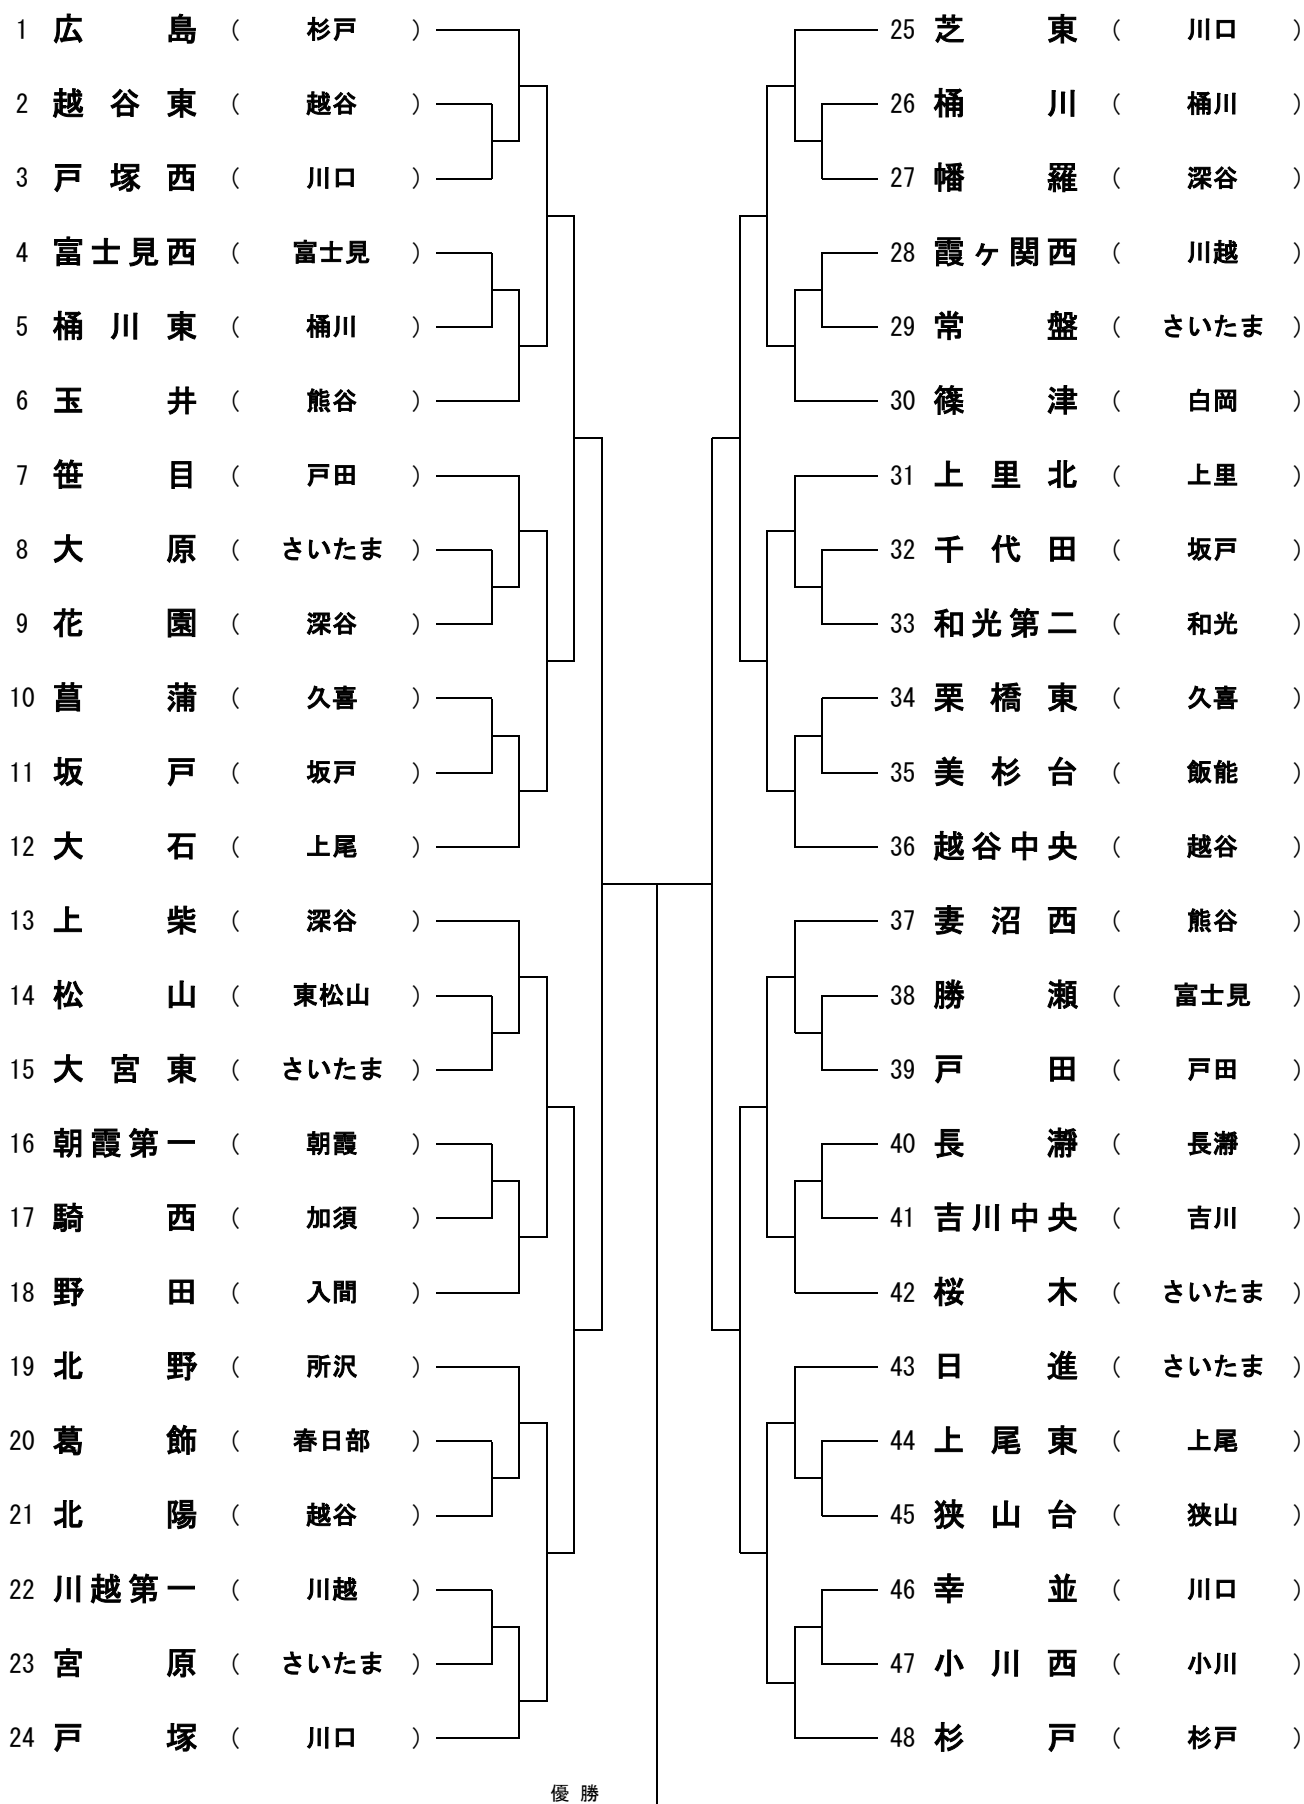 1 広島 ( 杉戸 )
2 越谷東 ( 越谷 )
3 戸塚西 ( 川口 )
4 富士見西 ( 富士見 )
5 桶川東 ( 桶川 )
6 玉井 ( 熊谷 )
7 笹目 ( 戸田 )
8 大原 ( さいたま )
9 花園 ( 深谷 )
10 菖蒲 ( 久喜 )
11 坂戸 ( 坂戸 )
12 大石 ( 上尾 )
13 上柴 ( 深谷 )
14 松山 ( 東松山 )
15 大宮東 ( さいたま )
16 朝霞第一 ( 朝霞 )
17 騎西 ( 加須 )
18 野田 ( 入間 )
19 北野 ( 所沢 )
20 葛飾 ( 春日部 )
21 北陽 ( 越谷 )
22 川越第一 ( 川越 )
23 宮原 ( さいたま )
24 戸塚 ( 川口 )
25 芝東 ( 川口 )
26 桶川 ( 桶川 )
27 幡羅 ( 深谷 )
28 霞ヶ関西 ( 川越 )
29 常盤 ( さいたま )
30 篠津 ( 白岡 )
31 上里北 ( 上里 )
32 千代田 ( 坂戸 )
33 和光第二 ( 和光 )
34 栗橋東 ( 久喜 )
35 美杉台 ( 飯能 )
36 越谷中央 ( 越谷 )
37 妻沼西 ( 熊谷 )
38 勝瀬 ( 富士見 )
39 戸田 ( 戸田 )
40 長瀞 ( 長瀞 )
41 吉川中央 ( 吉川 )
42 桜木 ( さいたま )
43 日進 ( さいたま )
44 上尾東 ( 上尾 )
45 狭山台 ( 狭山 )
46 幸並 ( 川口 )
47 小川西 ( 小川 )
48 杉戸 ( 杉戸 )
優勝